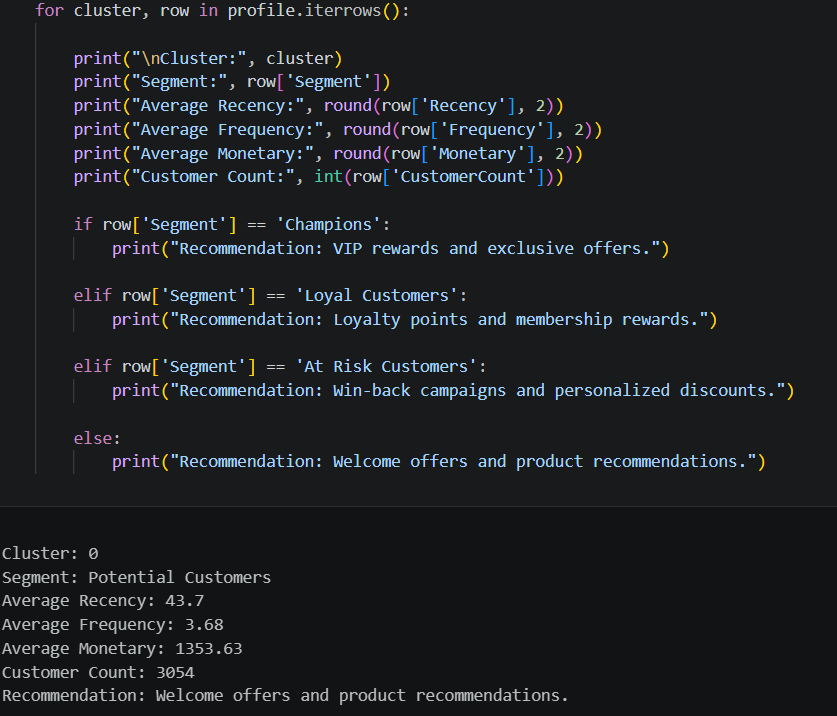 for cluster, row in profile.iterrows():
print("\nCluster:", cluster)
print("Segment:", row['Segment'])
print("Average Recency:", round(row['Recency'], 2))
print("Average Frequency:", round(row['Frequency'], 2))
print("Average Monetary:", round(row['Monetary'], 2))
print("Customer Count:", int(row['CustomerCount']))
if row['Segment'] == 'Champions':
print("Recommendation: VIP rewards and exclusive offers.")
elif row['Segment'] == 'Loyal Customers':
print("Recommendation: Loyalty points and membership rewards.")
elif row['Segment'] == 'At Risk Customers':
print("Recommendation: Win-back campaigns and personalized discounts.")
else:
print("Recommendation: Welcome offers and product recommendations.")
Cluster: 0
Segment: Potential Customers
Average Recency: 43.7
Average Frequency: 3.68
Average Monetary: 1353.63
Customer Count: 3054
Recommendation: Welcome offers and product recommendations.